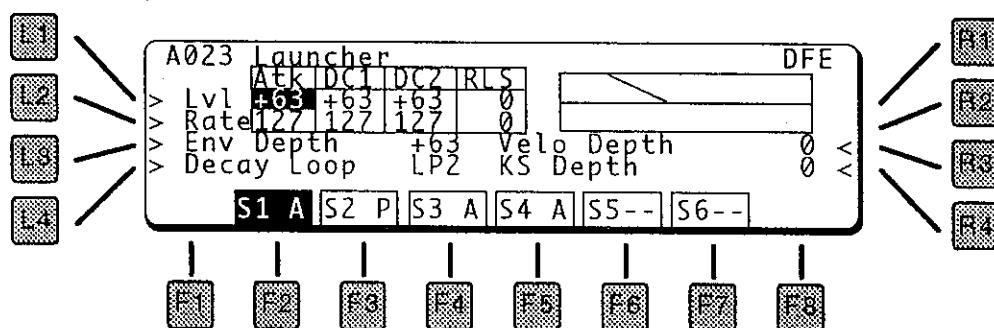 L1
L2
L3
L4
A023 Launcher DFE
Atk DC1 DC2 RLS
> Lvl +63 +63 +63 0
> Rate 127 127 127 0
> Env Depth +63 Velo Depth 0 <
> Decay Loop LP2 KS Depth 0 <
S1 A S2 P S3 A S4 A S5-- S6--
R1
R2
R3
R4
F1 F2 F3 F4 F5 F6 F7 F8